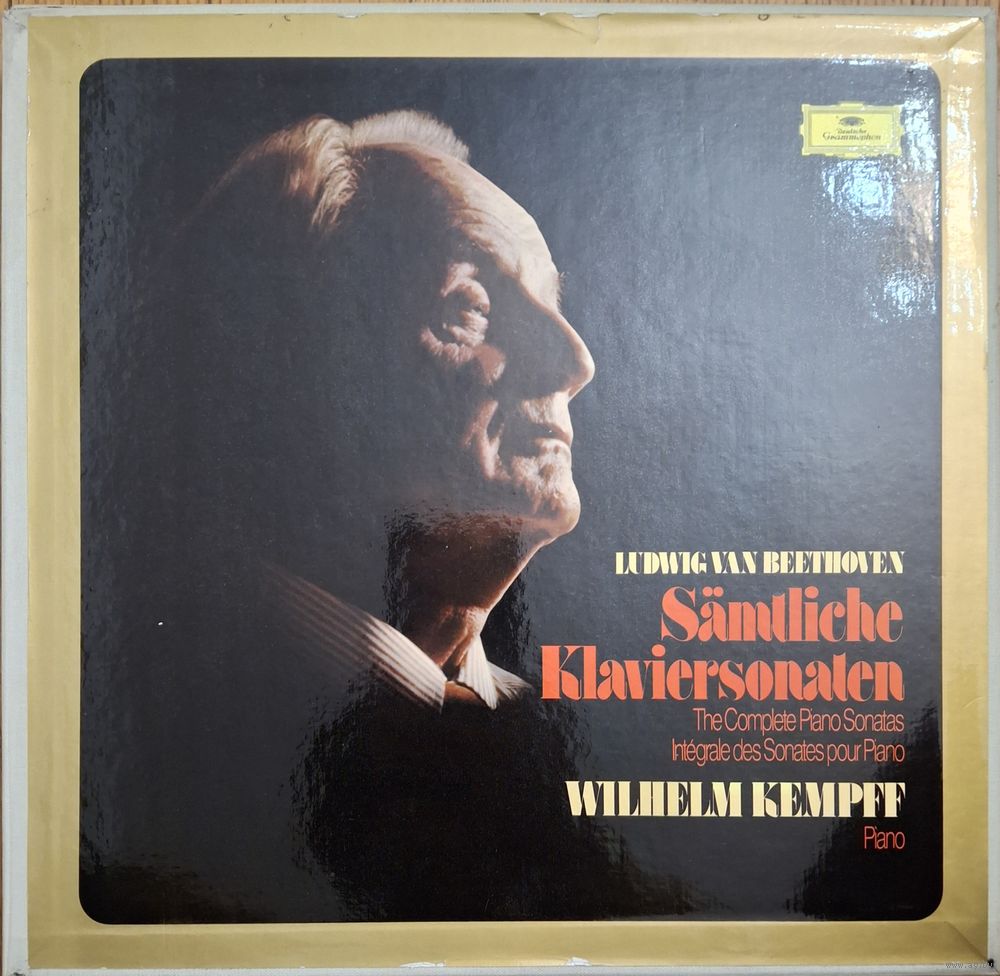 Deutsche
Grammophon
LUDWIG VAN BEETHOVEN
Sämtliche
Klaviersonaten
The Complete Piano Sonatas
Intégrale des Sonates pour Piano
WILHELM KEMPFF
Piano